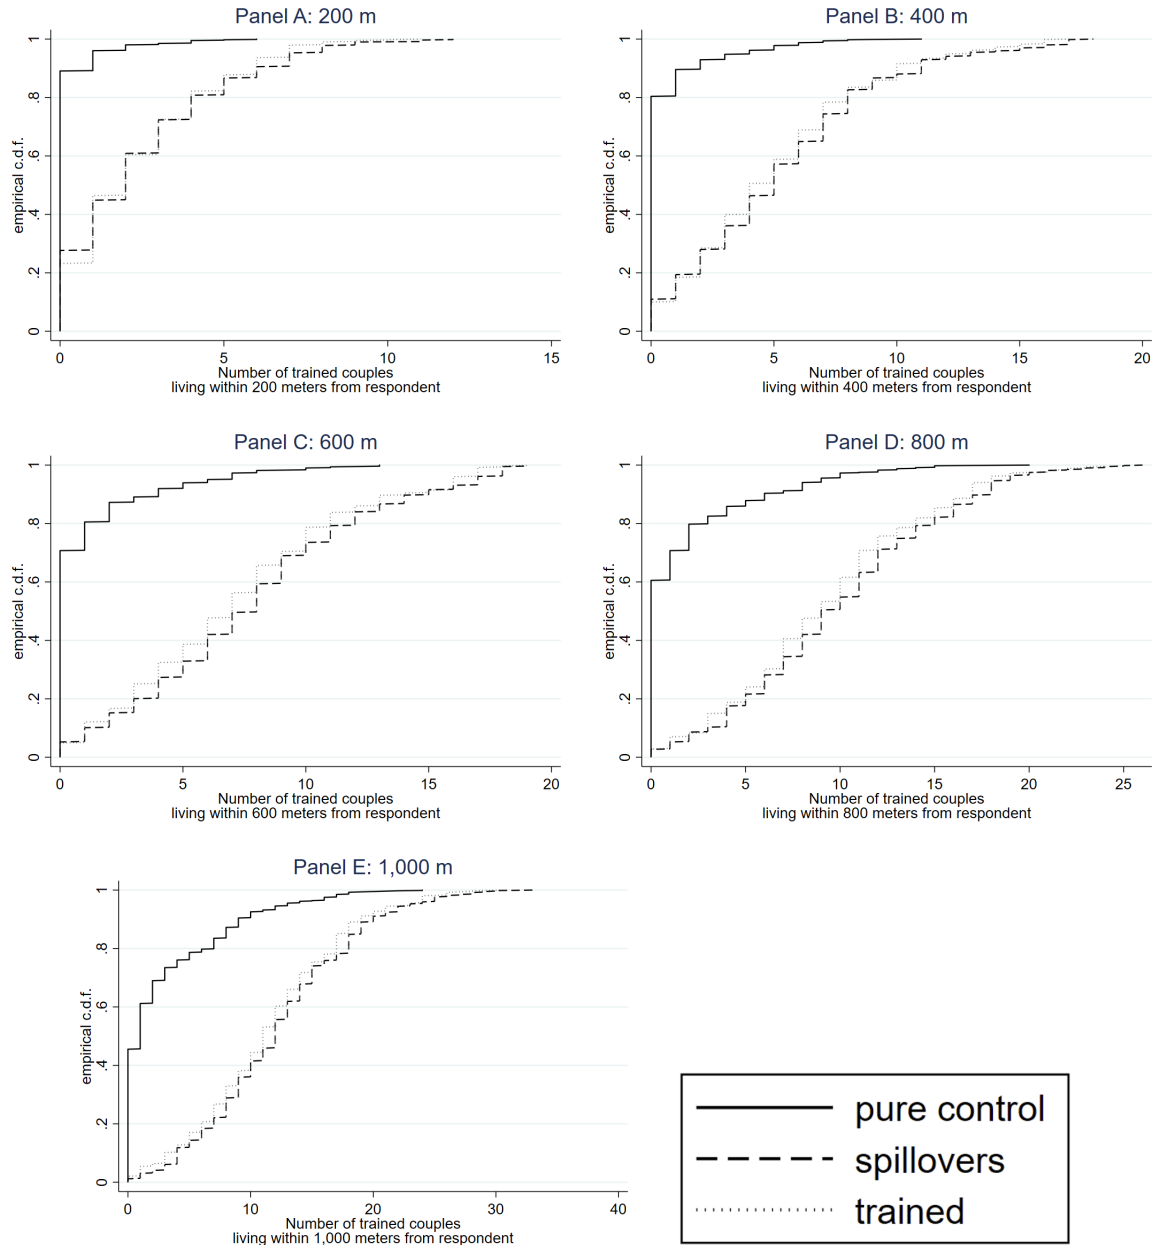 Panel A: 200 m
empirical c.d.f.
0 .2 .4 .6 .8 1
0 5 10 15
Number of trained couples
living within 200 meters from respondent
Panel B: 400 m
empirical c.d.f.
0 .2 .4 .6 .8 1
0 5 10 15 20
Number of trained couples
living within 400 meters from respondent
Panel C: 600 m
empirical c.d.f.
0 .2 .4 .6 .8 1
0 5 10 15 20
Number of trained couples
living within 600 meters from respondent
Panel D: 800 m
empirical c.d.f.
0 .2 .4 .6 .8 1
0 5 10 15 20 25
Number of trained couples
living within 800 meters from respondent
Panel E: 1,000 m
empirical c.d.f.
0 .2 .4 .6 .8 1
0 10 20 30 40
Number of trained couples
living within 1,000 meters from respondent
pure control
spillovers
trained